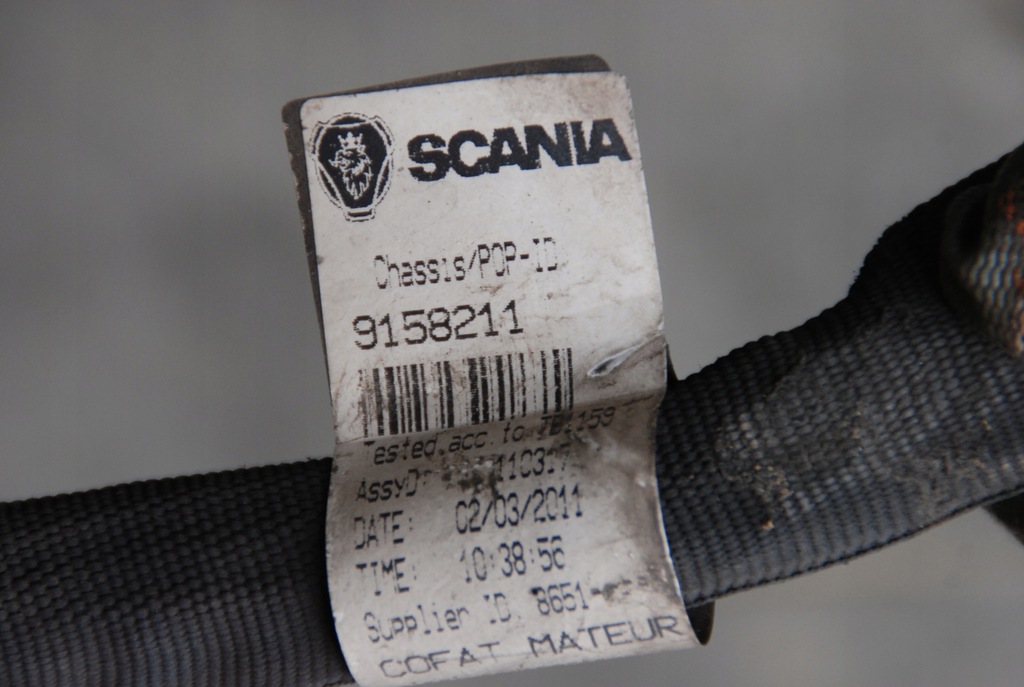 SCANIA
Chassis/POP-ID
9158211
Tested.acc.to
AssyD:
DATE: 02/03/2011
TIME: 10:38:56
Supplier ID: 8651
COFAT MATEUR